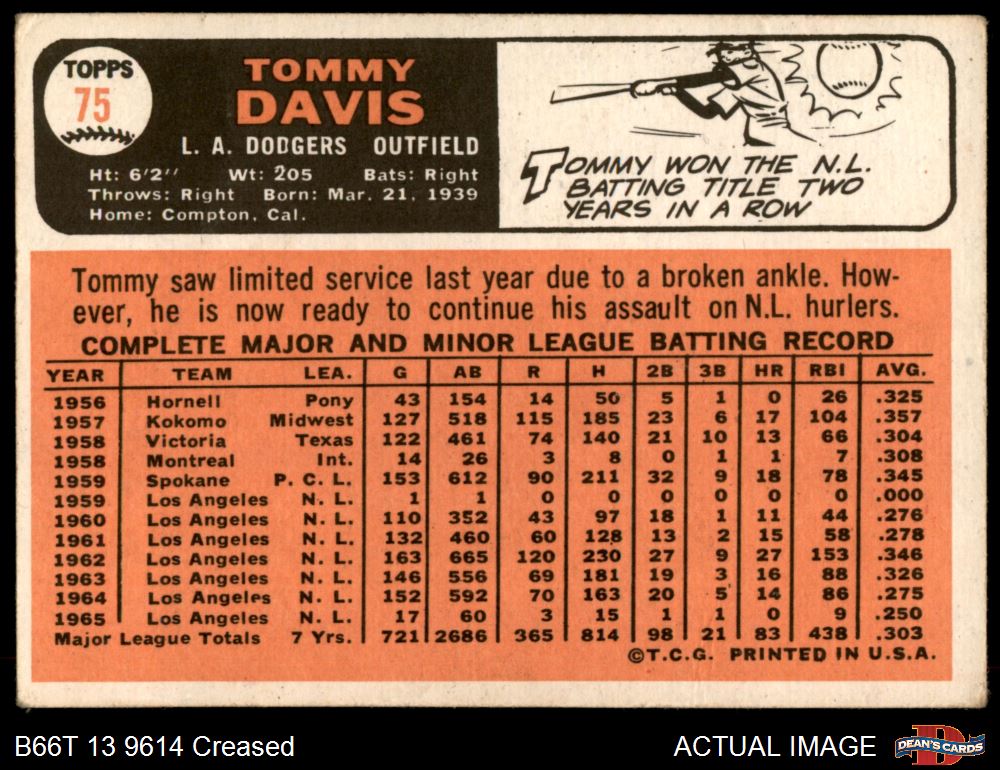 TOPPS
75
TOMMY
DAVIS
L. A. DODGERS OUTFIELD
Ht: 6'2" Wt: 205 Bats: Right
Throws: Right Born: Mar. 21, 1939
Home: Compton, Cal.
TOMMY WON THE N.L.
BATTING TITLE TWO
YEARS IN A ROW
Tommy saw limited service last year due to a broken ankle. How-
ever, he is now ready to continue his assault on N.L. hurlers.
COMPLETE MAJOR AND MINOR LEAGUE BATTING RECORD
YEAR TEAM LEA. G AB R H 2B 3B HR RBI AVG.
1956 Hornell Pony 43 154 14 50 5 1 0 26 .325
1957 Kokomo Midwest 127 518 115 185 23 6 17 104 .357
1958 Victoria Texas 122 461 74 140 21 10 13 66 .304
1958 Montreal Int. 14 26 3 8 0 1 1 7 .308
1959 Spokane P. C. L. 153 612 90 211 32 9 18 78 .345
1959 Los Angeles N. L. 1 1 0 0 0 0 0 0 .000
1960 Los Angeles N. L. 110 352 43 97 18 1 11 44 .276
1961 Los Angeles N. L. 132 460 60 128 13 2 15 58 .278
1962 Los Angeles N. L. 163 665 120 230 27 9 27 153 .346
1963 Los Angeles N. L. 146 556 69 181 19 3 16 88 .326
1964 Los Angeles N. L. 152 592 70 163 20 5 14 86 .275
1965 Los Angeles N. L. 17 60 3 15 1 1 0 9 .250
Major League Totals 7 Yrs. 721 2686 365 814 98 21 83 438 .303
©T.C.G. PRINTED IN U.S.A.
B66T 13 9614 Creased
ACTUAL IMAGE
DEAN'S CARDS